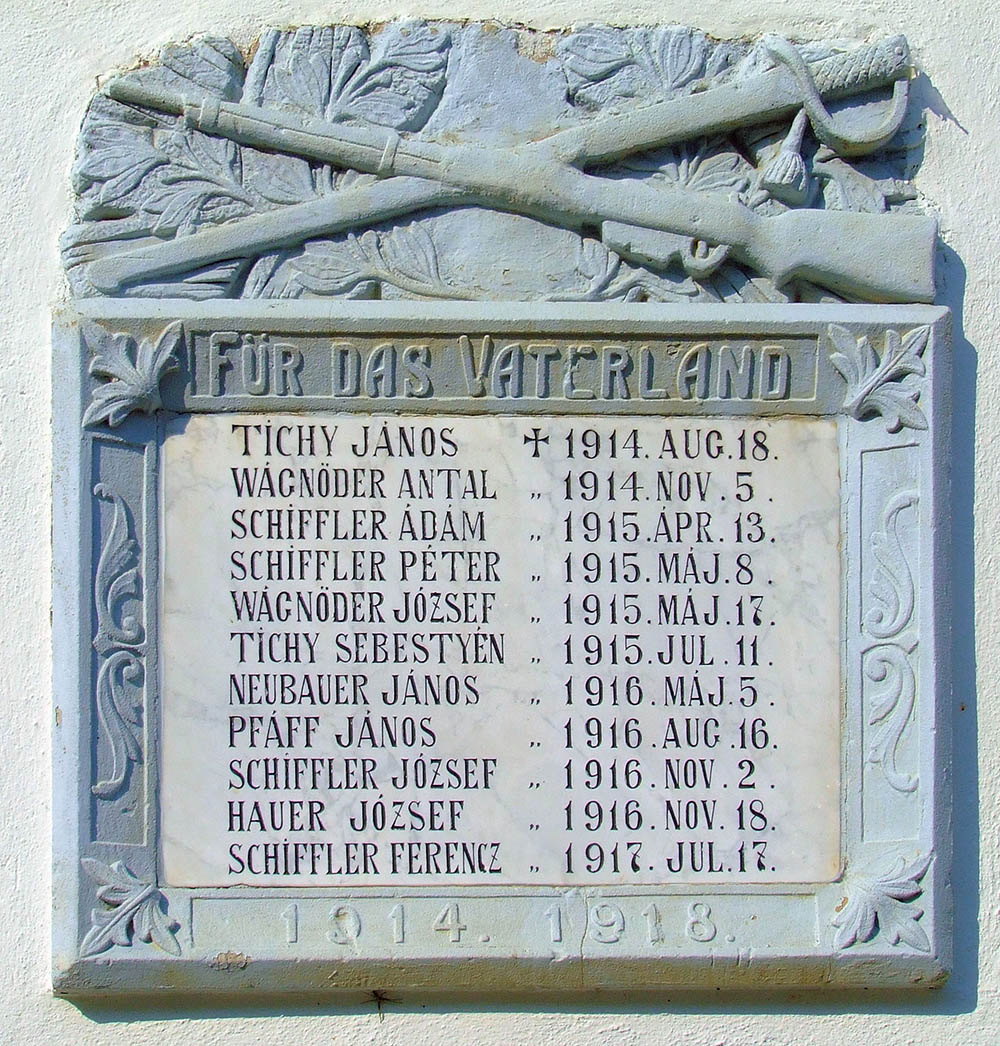 FÜR DAS VATERLAND
TICHY JÁNOS ✝ 1914. AUG. 18.
WÁGNÖDER ANTAL „ 1914. NOV. 5.
SCHIFFLER ÁDÁM „ 1915. ÁPR. 13.
SCHIFFLER PÉTER „ 1915. MÁJ. 8.
WÁGNÖDER JÓZSEF „ 1915. MÁJ. 17.
TICHY SEBESTYÉN „ 1915. JUL. 11.
NEUBAUER JÁNOS „ 1916. MÁJ. 5.
PFÁFF JÁNOS „ 1916. AUG. 16.
SCHIFFLER JÓZSEF „ 1916. NOV. 2.
HAUER JÓZSEF „ 1916. NOV. 18.
SCHIFFLER FERENCZ „ 1917. JUL. 17.
1914. 1918.